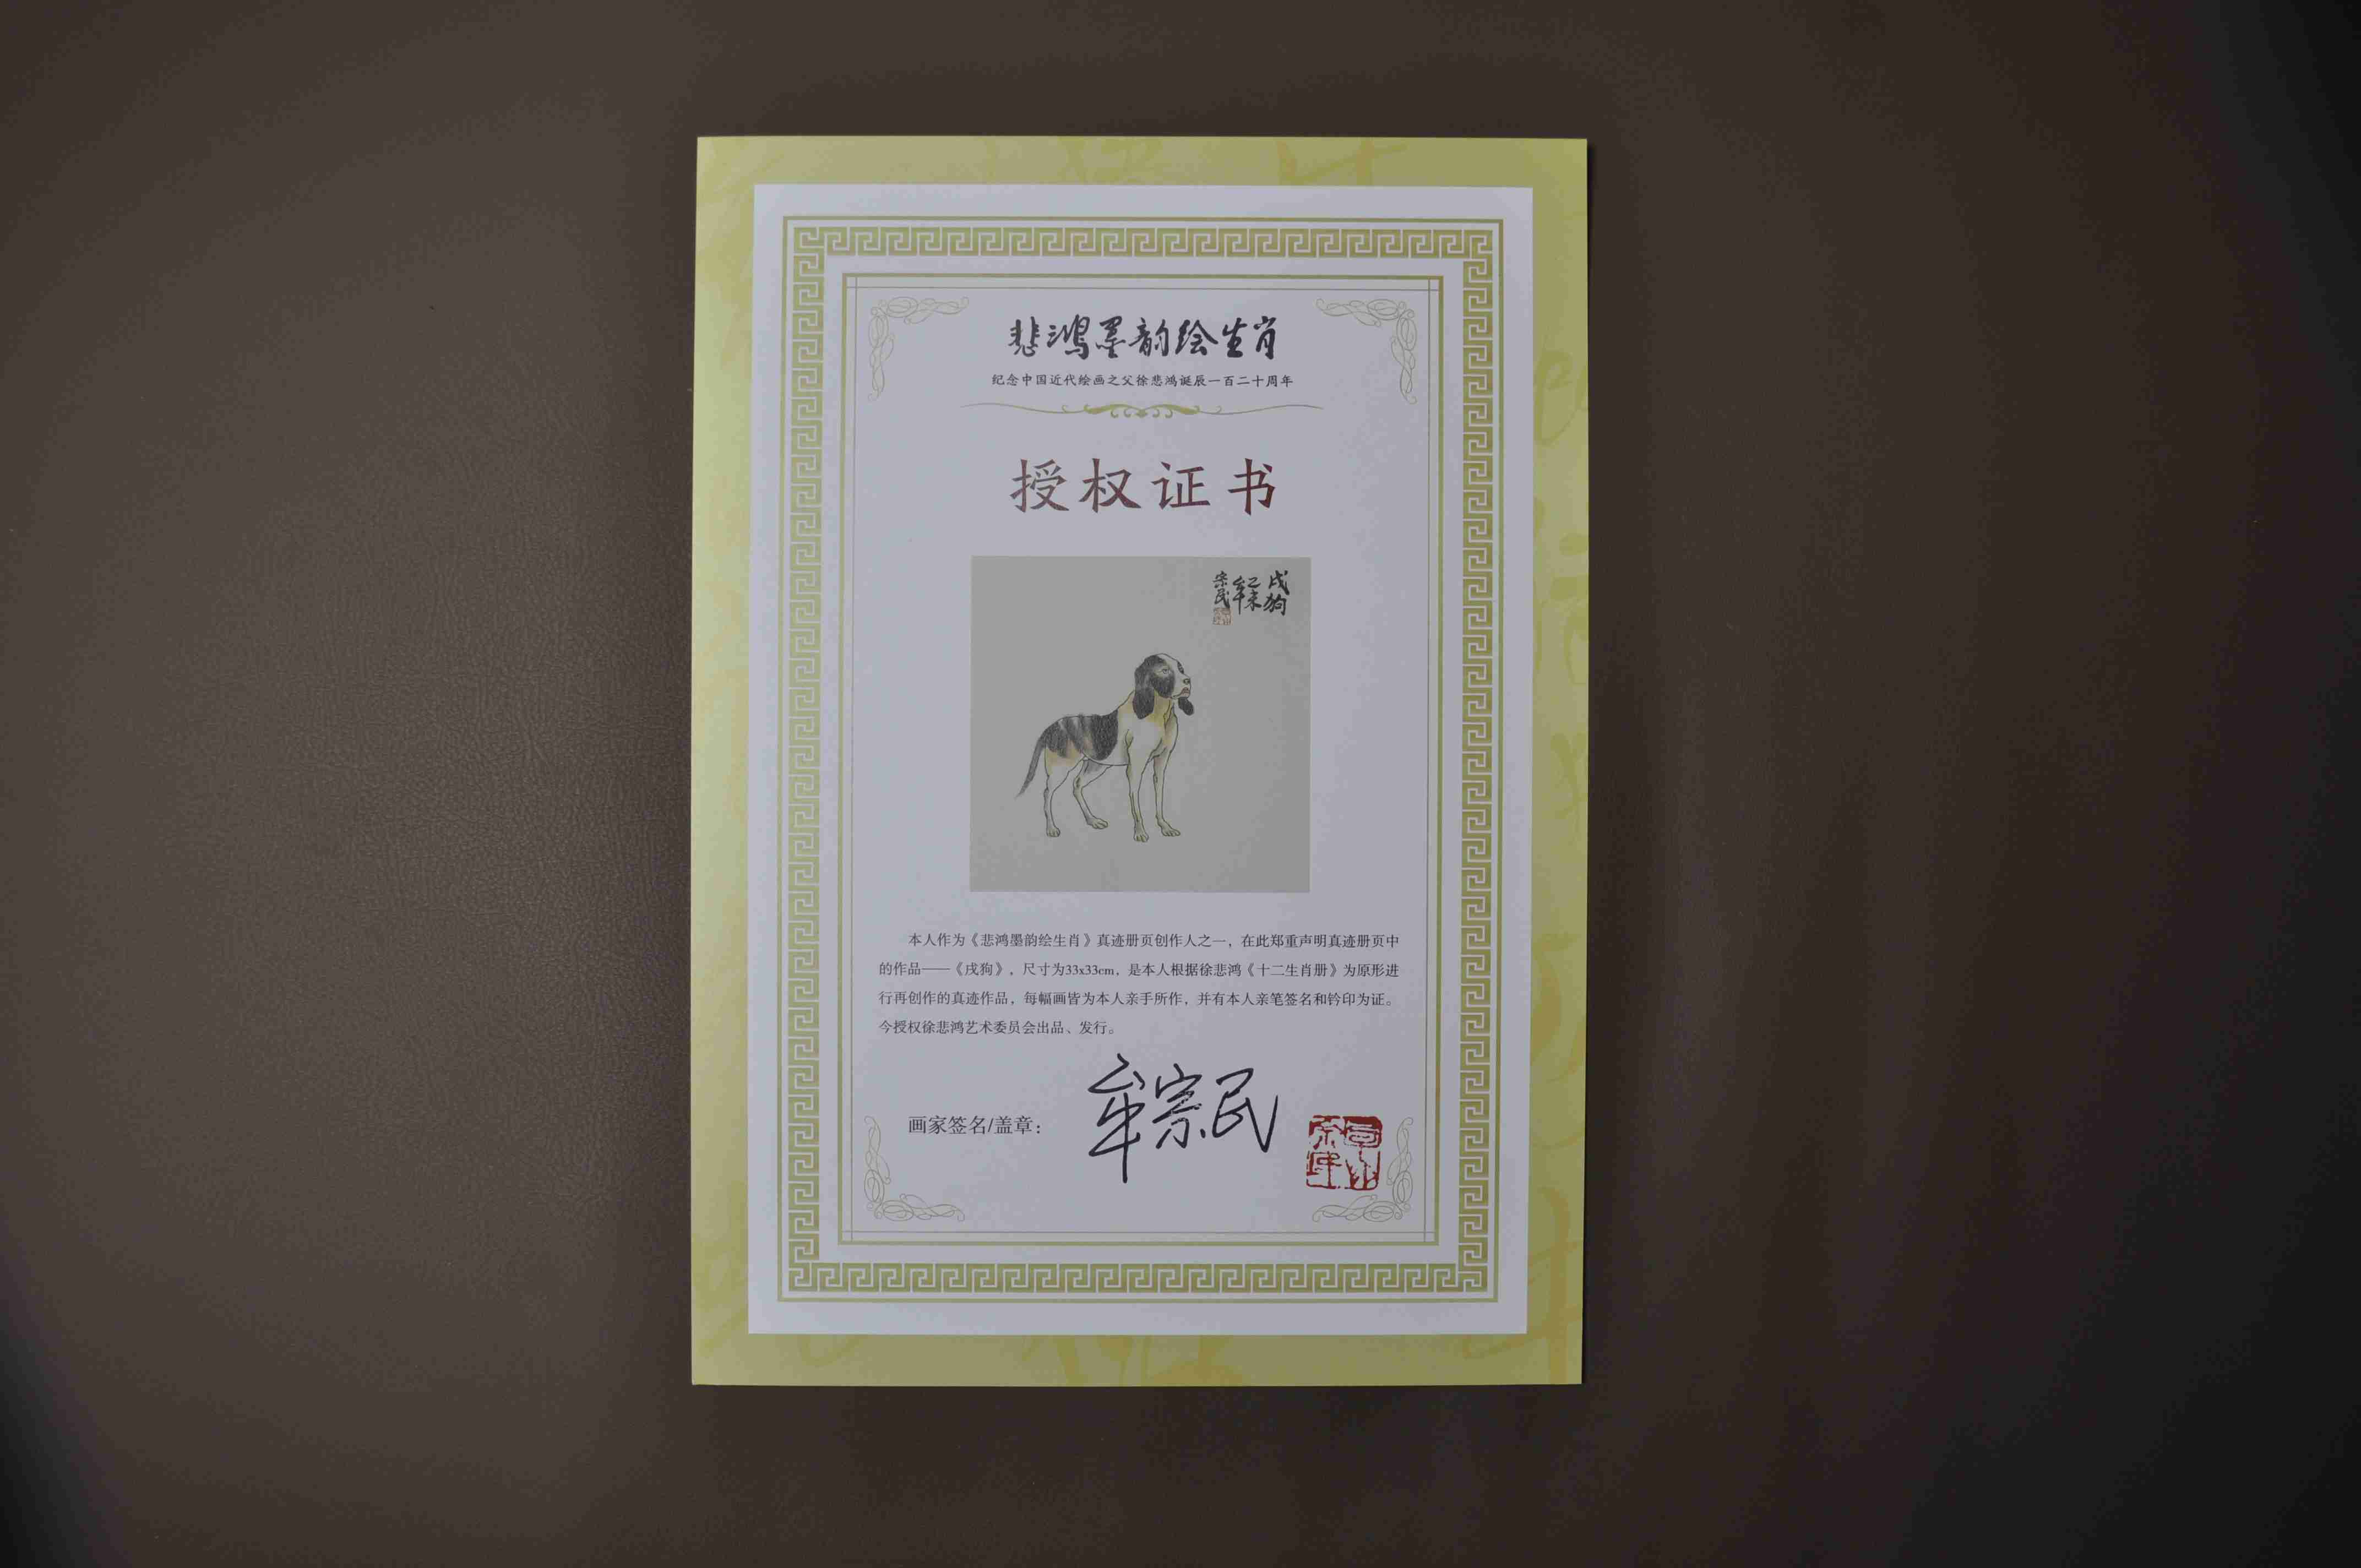 悲鸿墨韵绘生肖
纪念中国近代绘画之父徐悲鸿诞辰一百二十周年
授权证书
戌狗
乙未年
宗民
本人作为《悲鸿墨韵绘生肖》真迹册页创作人之一，在此郑重声明真迹册页中
的作品——《戌狗》，尺寸为33x33cm，是本人根据徐悲鸿《十二生肖册》为原形进
行再创作的真迹作品，每幅画皆为本人亲手所作，并有本人亲笔签名和钤印为证。
今授权徐悲鸿艺术委员会出品、发行。
画家签名/盖章： 牟宗民